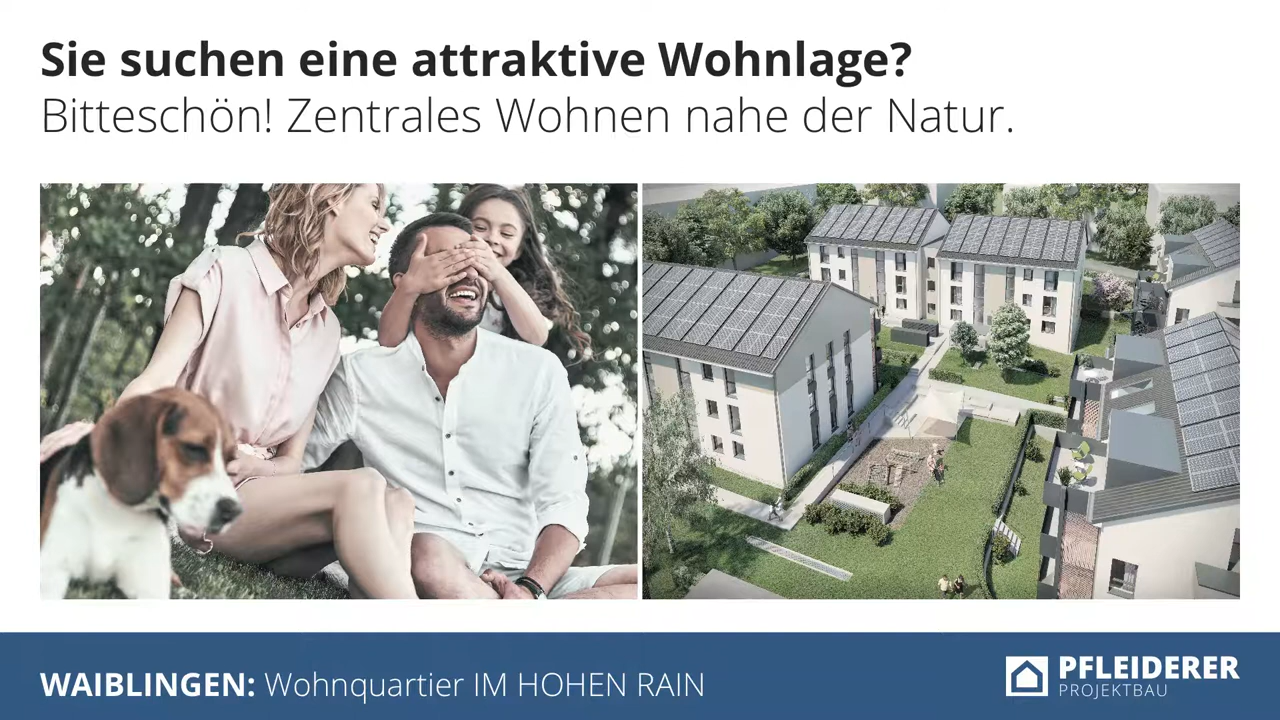 Sie suchen eine attraktive Wohnlage?
Bitteschön! Zentrales Wohnen nahe der Natur.
WAIBLINGEN: Wohnquartier IM HOHEN RAIN
PFLEIDERER
PROJEKTBAU